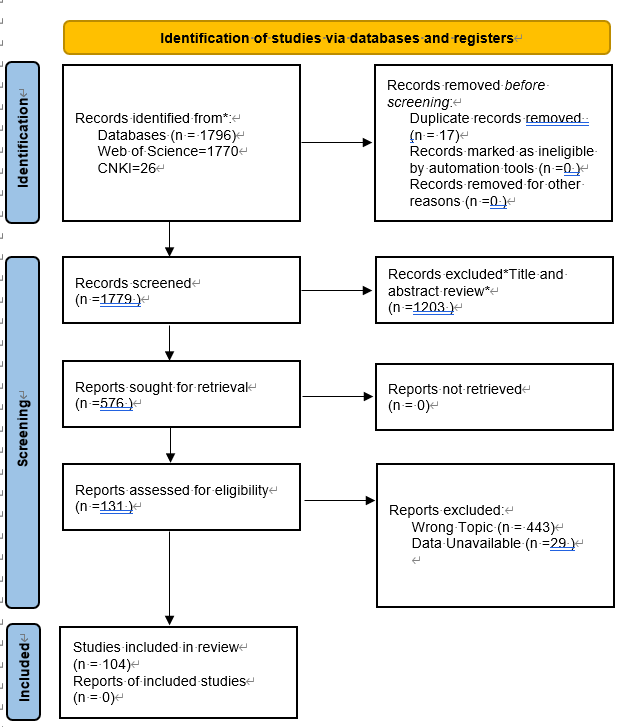 Identification of studies via databases and registers
Identification
Records identified from*:
Databases (n = 1796)
Web of Science=1770
CNKI=26
Records removed before
screening:
Duplicate records removed
(n = 17)
Records marked as ineligible
by automation tools (n =0 )
Records removed for other
reasons (n =0 )
Screening
Records screened
(n =1779 )
Records excluded*Title and
abstract review*
(n =1203 )
Reports sought for retrieval
(n =576 )
Reports not retrieved
(n = 0)
Reports assessed for eligibility
(n =131 )
Reports excluded:
Wrong Topic (n = 443)
Data Unavailable (n =29 )
Included
Studies included in review
(n = 104)
Reports of included studies
(n = 0)